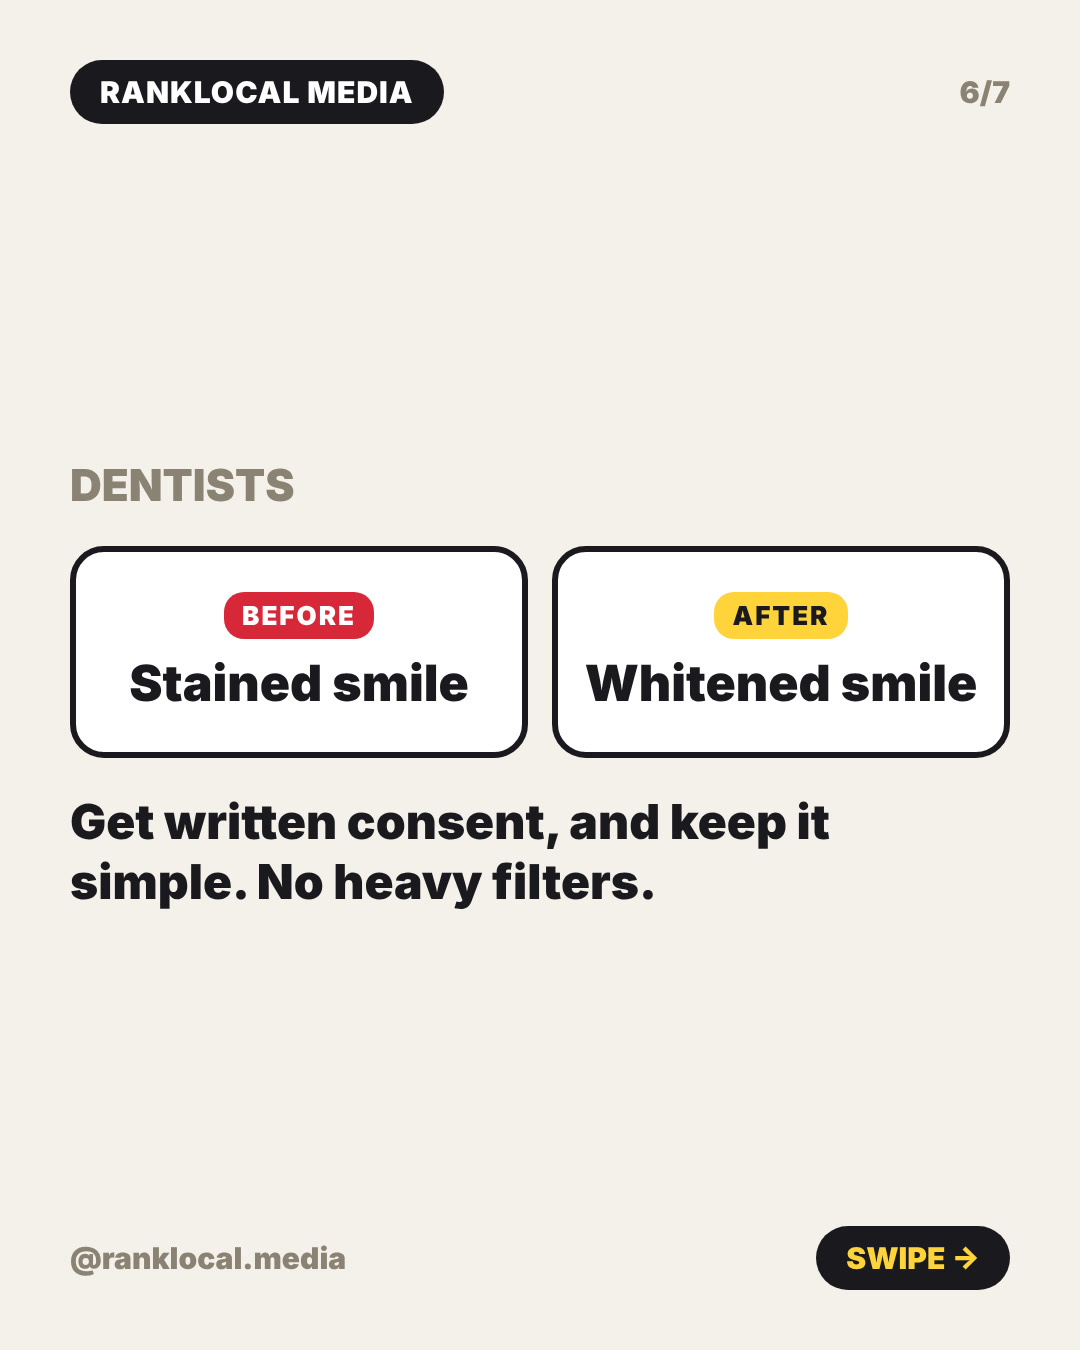 RANKLOCAL MEDIA
6/7
DENTISTS
BEFORE
Stained smile
AFTER
Whitened smile
Get written consent, and keep it
simple. No heavy filters.
@ranklocal.media
SWIPE →